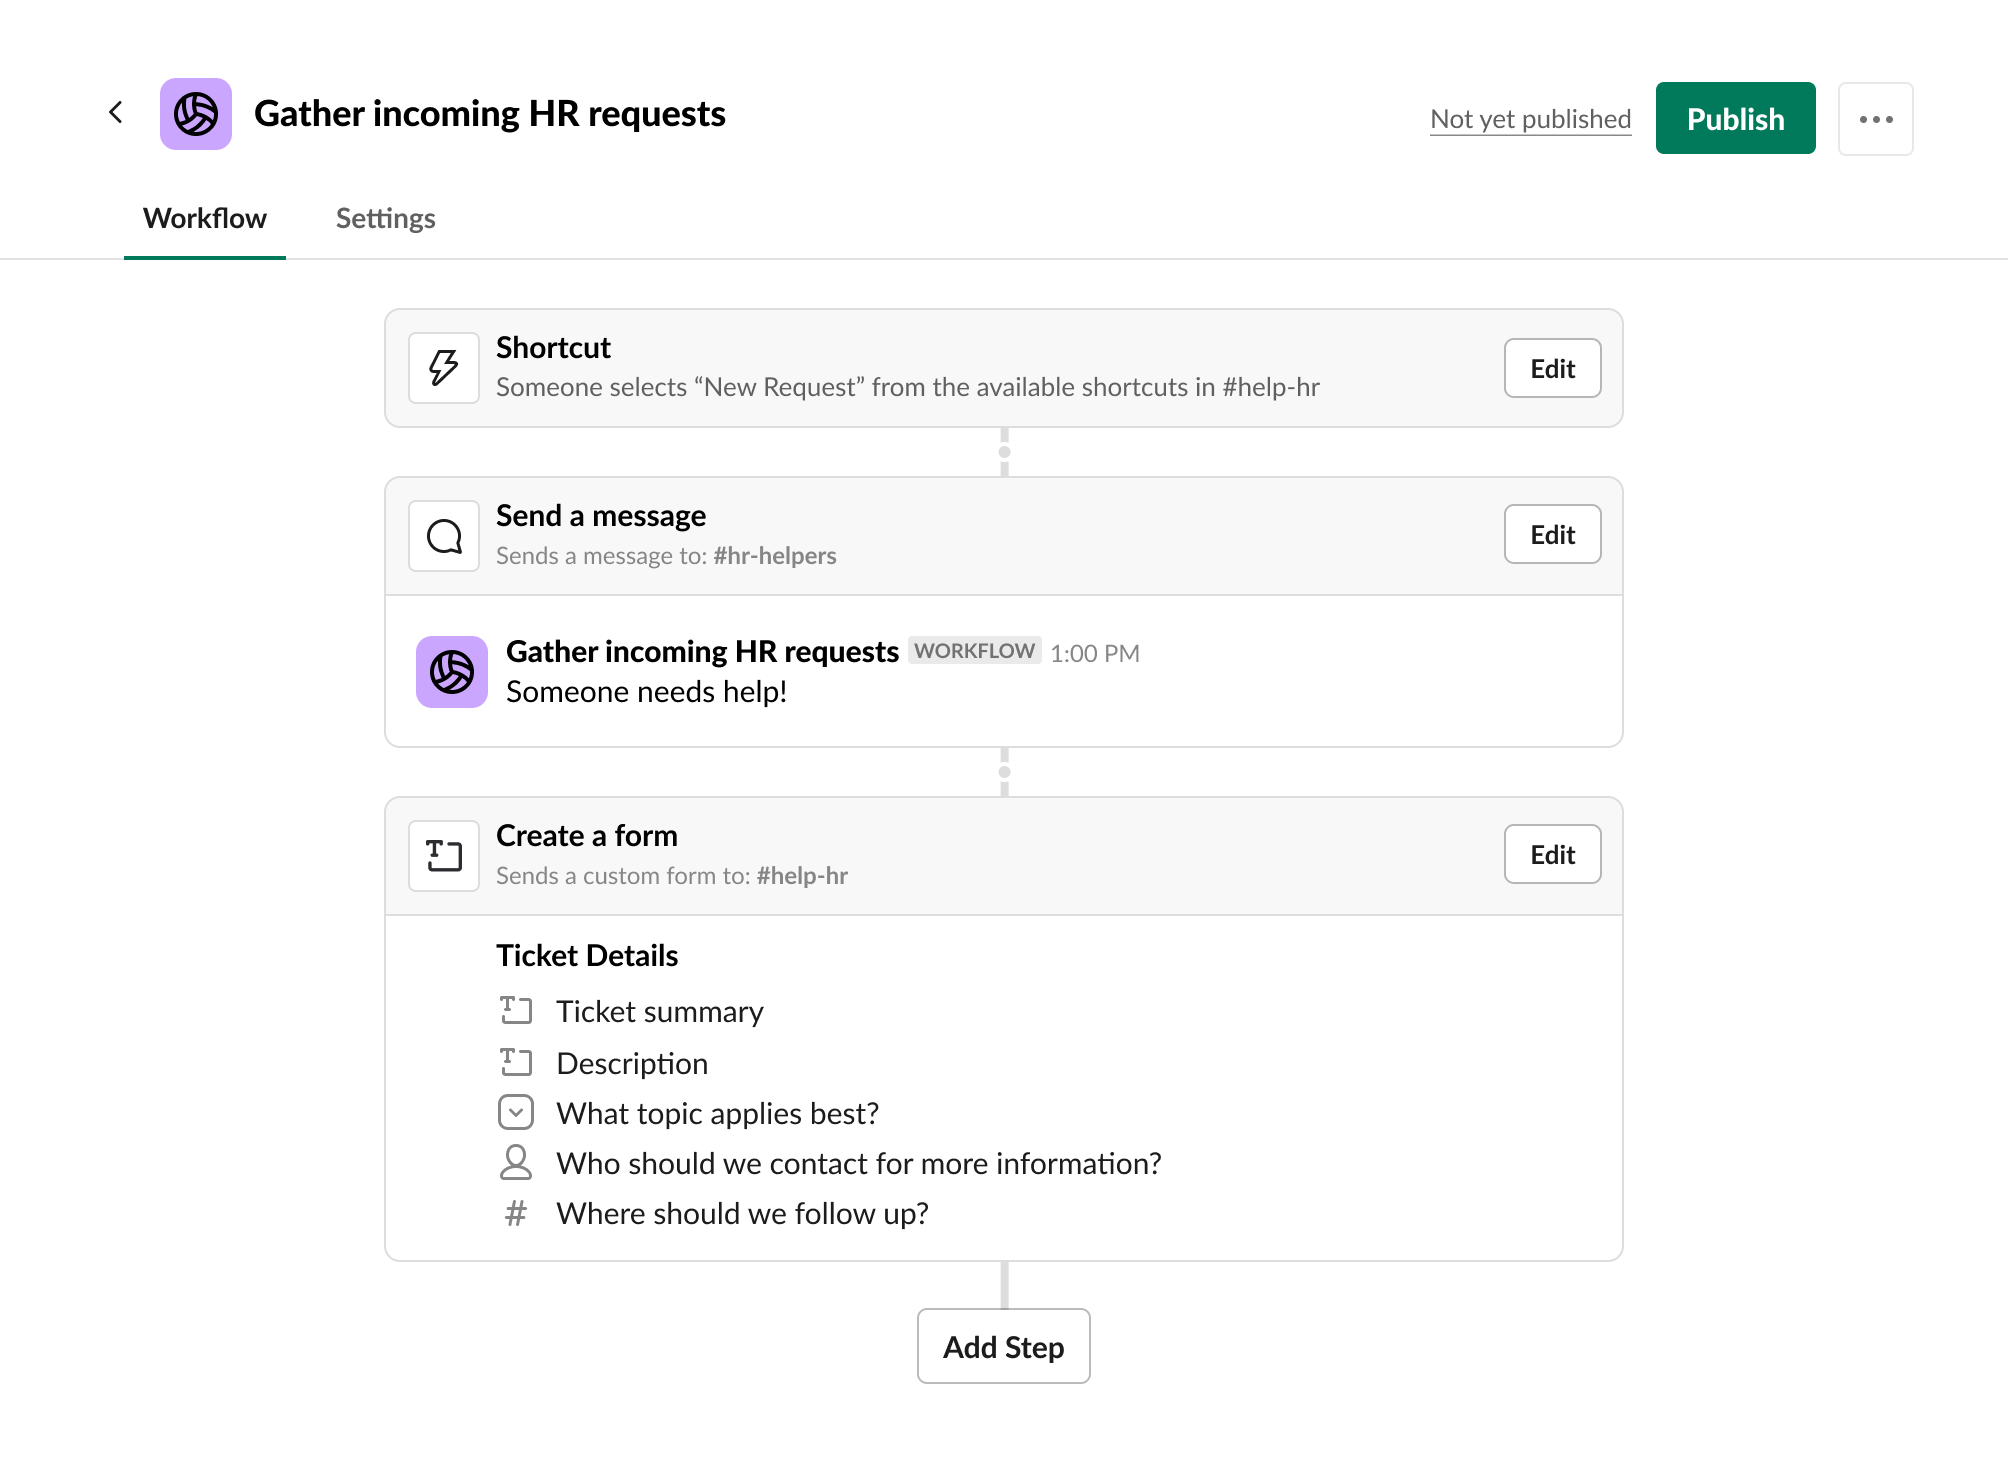 Gather incoming HR requests
Not yet published
Publish
Workflow
Settings
Shortcut
Someone selects “New Request” from the available shortcuts in #help-hr
Edit
Send a message
Sends a message to: #hr-helpers
Edit
Gather incoming HR requests WORKFLOW 1:00 PM
Someone needs help!
Create a form
Sends a custom form to: #help-hr
Edit
Ticket Details
Ticket summary
Description
What topic applies best?
Who should we contact for more information?
# Where should we follow up?
Add Step